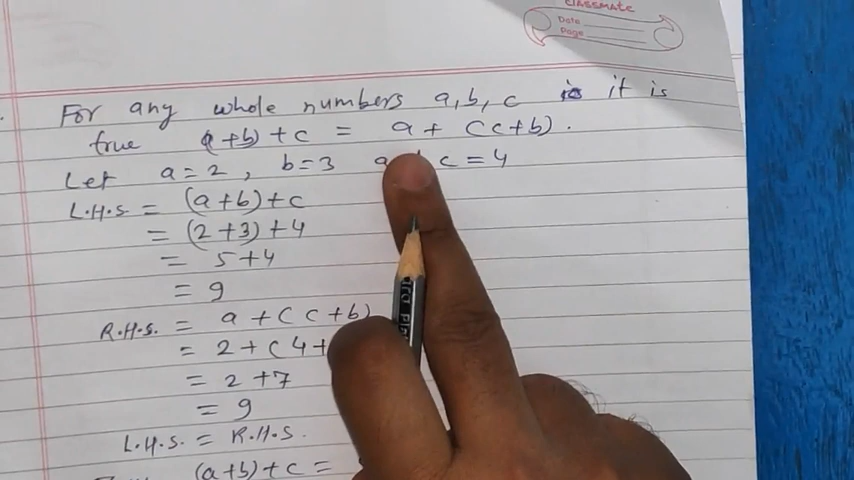 CLASSMATE
Date
Page
For any whole numbers a, b, c is it is
true (a+b)+c = a+ (c+b).
Let a=2, b=3 c=4
L.H.S = (a+b)+c
= (2+3)+4
= 5+4
= 9
R.H.S. = a+(c+b)
= 2+(4+
= 2+7
= 9
L.H.S. = R.H.S.
(a+b)+c =